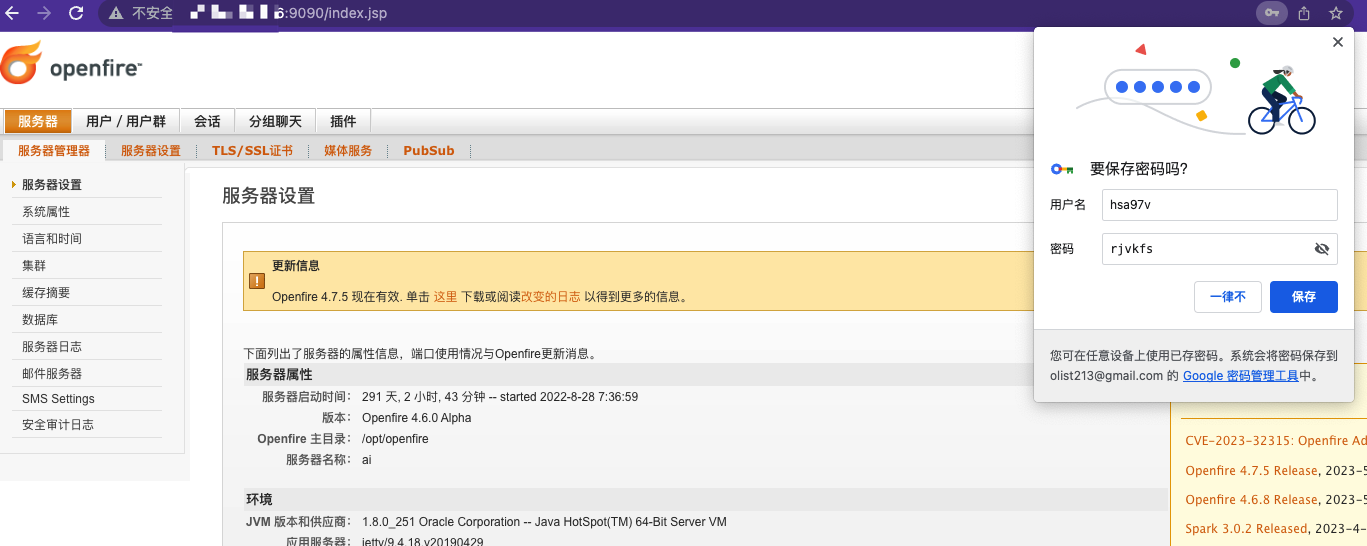 不安全 :9090/index.jsp
openfire™
服务器 用户 / 用户群 会话 分组聊天 插件
服务器管理器 服务器设置 TLS/SSL证书 媒体服务 PubSub
服务器设置
系统属性
语言和时间
集群
缓存摘要
数据库
服务器日志
邮件服务器
SMS Settings
安全审计日志
服务器设置
更新信息
Openfire 4.7.5 现在有效. 单击 这里 下载或阅读改变的日志 以得到更多的信息。
下面列出了服务器的属性信息，端口使用情况与Openfire更新消息。
服务器属性
服务器启动时间： 291 天, 2 小时, 43 分钟 -- started 2022-8-28 7:36:59
版本： Openfire 4.6.0 Alpha
Openfire 主目录： /opt/openfire
服务器名称： ai
环境
JVM 版本和供应商： 1.8.0_251 Oracle Corporation -- Java HotSpot(TM) 64-Bit Server VM
应用服务器： jetty/9.4.18.v20190429
要保存密码吗?
用户名 hsa97v
密码 rjvkfs
一律不 保存
您可在任意设备上使用已存密码。系统会将密码保存到
olist213@gmail.com 的 Google 密码管理工具中。
CVE-2023-32315: Openfire Ad
Openfire 4.7.5 Release, 2023-5
Openfire 4.6.8 Release, 2023-5
Spark 3.0.2 Released, 2023-4-